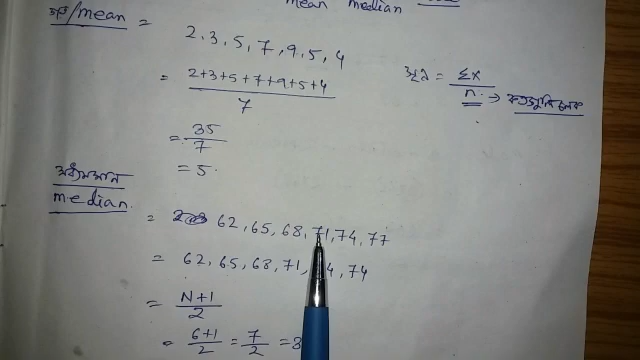 mean median
/mean =
2, 3, 5, 7, 9, 5, 4
= 2+3+5+7+9+5+4
7
= 35
7
= 5.
= Σx
n →
median
= 62, 65, 68, 71, 74, 77
= 62, 65, 68, 71, 74
= N+1
2
= 6+1 = 7
2 2